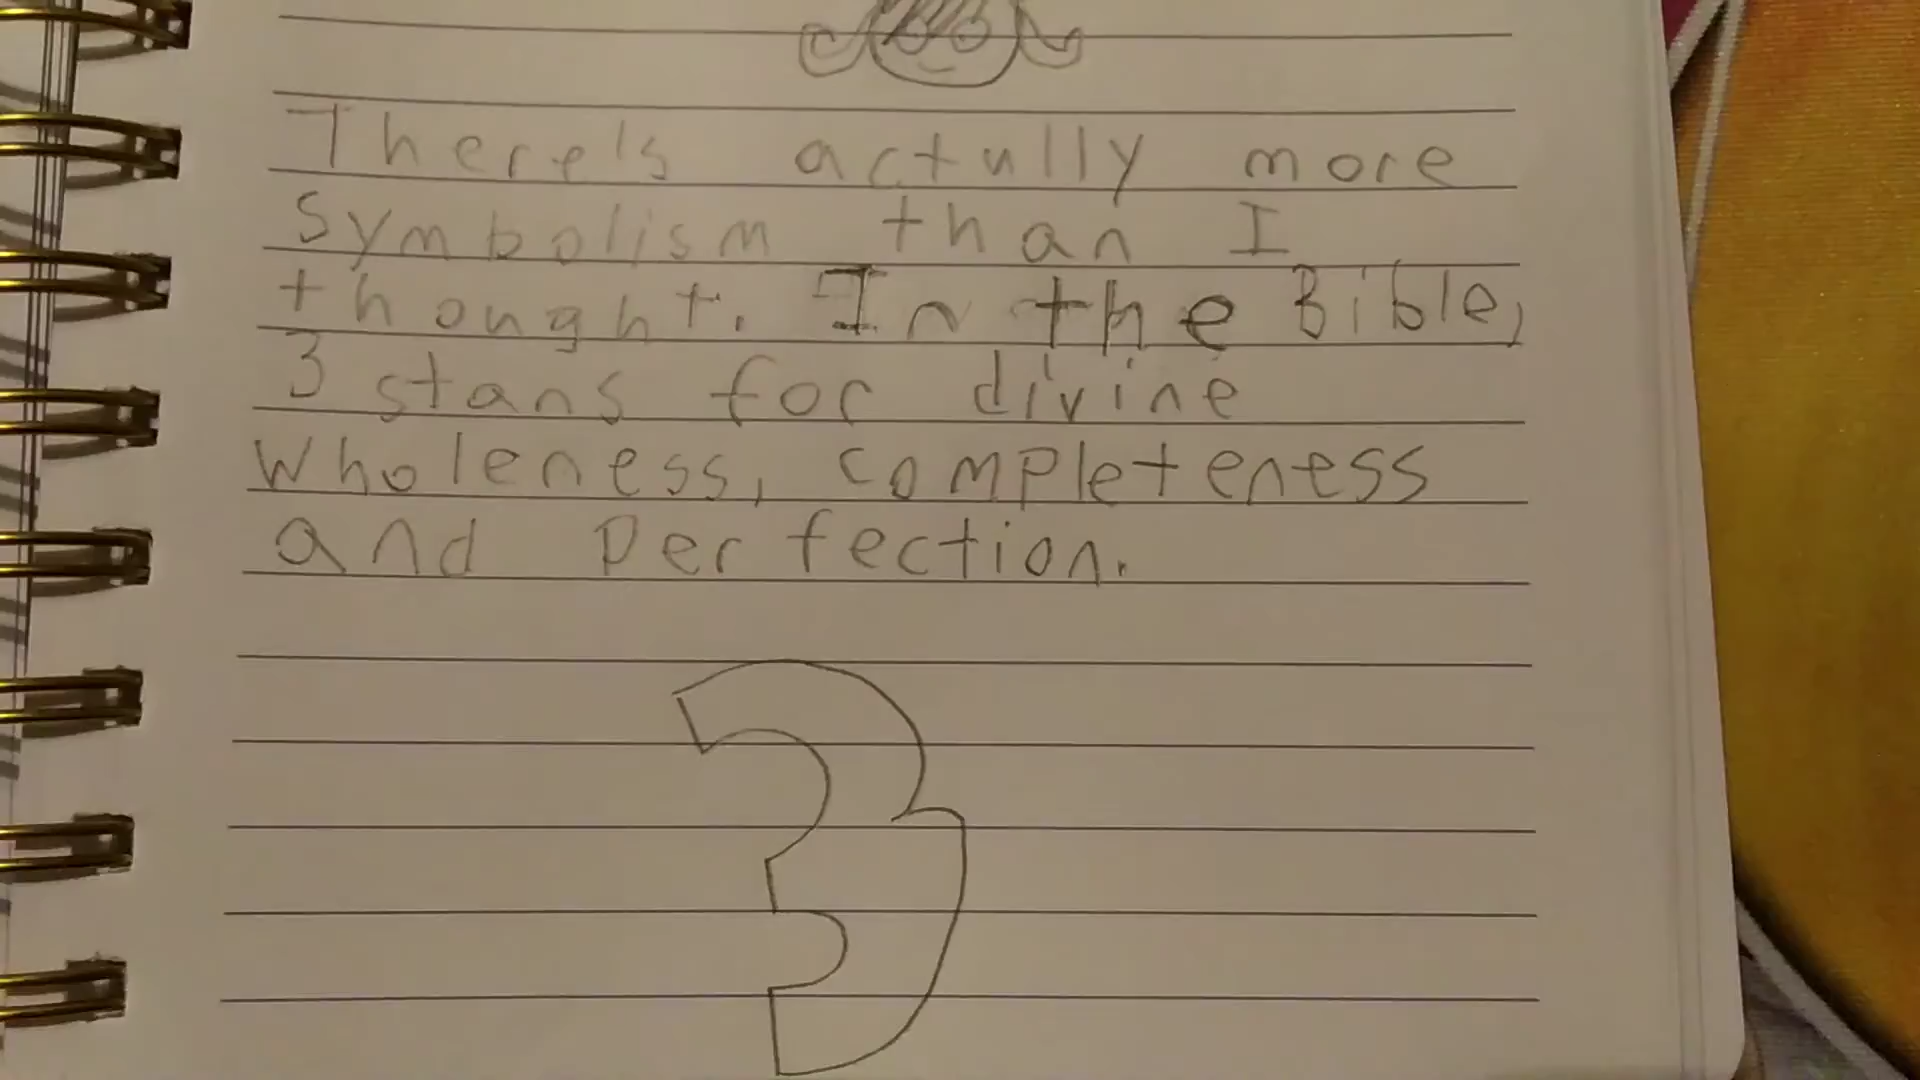 There's actully more
symbolism than I
thought. In the Bible,
3 stans for divine
wholeness, completeness
and perfection.
3